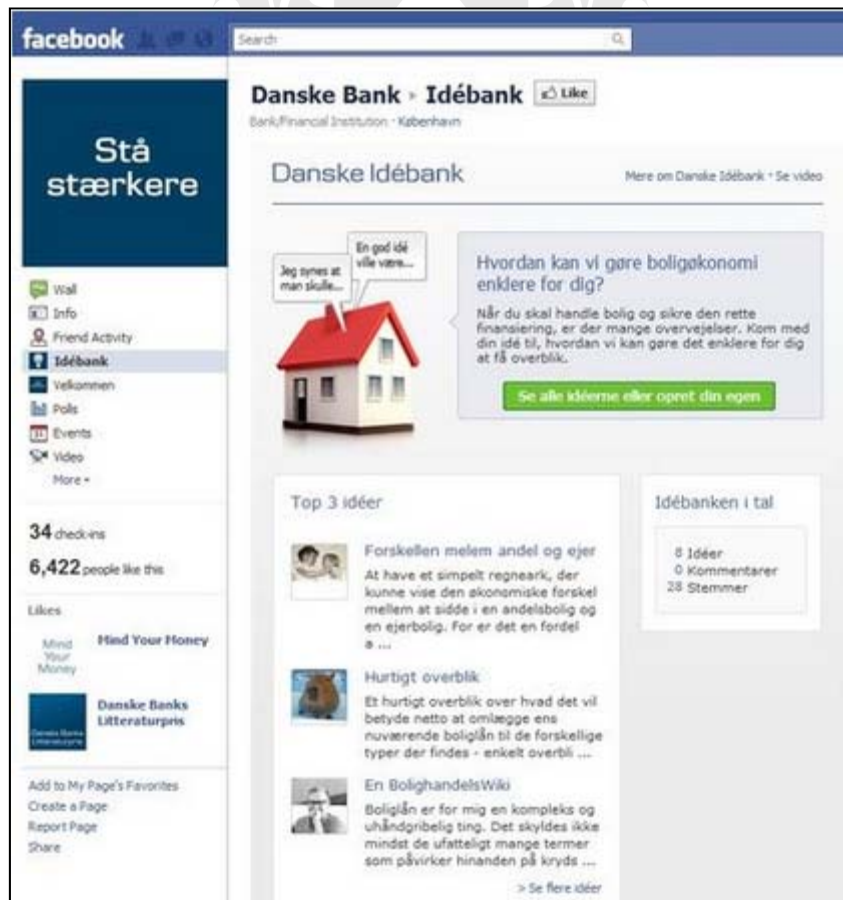 facebook
Search
Stå
stærkere
Wall
Info
Friend Activity
Idébank
Velkommen
Polls
Events
Video
More
34 check-ins
6,422 people like this
Likes
Mind
Your
Money
Mind Your Money
Danske Banks
Litteraturpris
Danske Banks
Litteraturpris
Add to My Page's Favorites
Create a Page
Report Page
Share
Danske Bank ▸ Idébank Like
Bank/Financial Institution · København
Danske Idébank
Mere om Danske Idébank · Se video
Jeg synes at
man skulle...
En god idé
ville være...
Hvordan kan vi gøre boligøkonomi
enklere for dig?
Når du skal handle bolig og sikre den rette
finansiering, er der mange overvejelser. Kom med
din idé til, hvordan vi kan gøre det enklere for dig
at få overblik.
Se alle idéerne eller opret din egen
Top 3 idéer
Forskellen melem andel og ejer
At have et simpelt regneark, der
kunne vise den økonomiske forskel
mellem at sidde i en andelsbolig og
en ejerbolig. For er det en fordel
a ...
Hurtigt overblik
Et hurtigt overblik over hvad det vil
betyde netto at omlægge ens
nuværende boliglån til de forskellige
typer der findes - enkelt overbli ...
En BolighandelsWiki
Boliglån er for mig en kompleks og
uhåndgribelig ting. Det skyldes ikke
mindst de ufatteligt mange termer
som påvirker hinanden på kryds ...
> Se flere idéer
Idébanken i tal
8 Idéer
0 Kommentarer
28 Stemmer